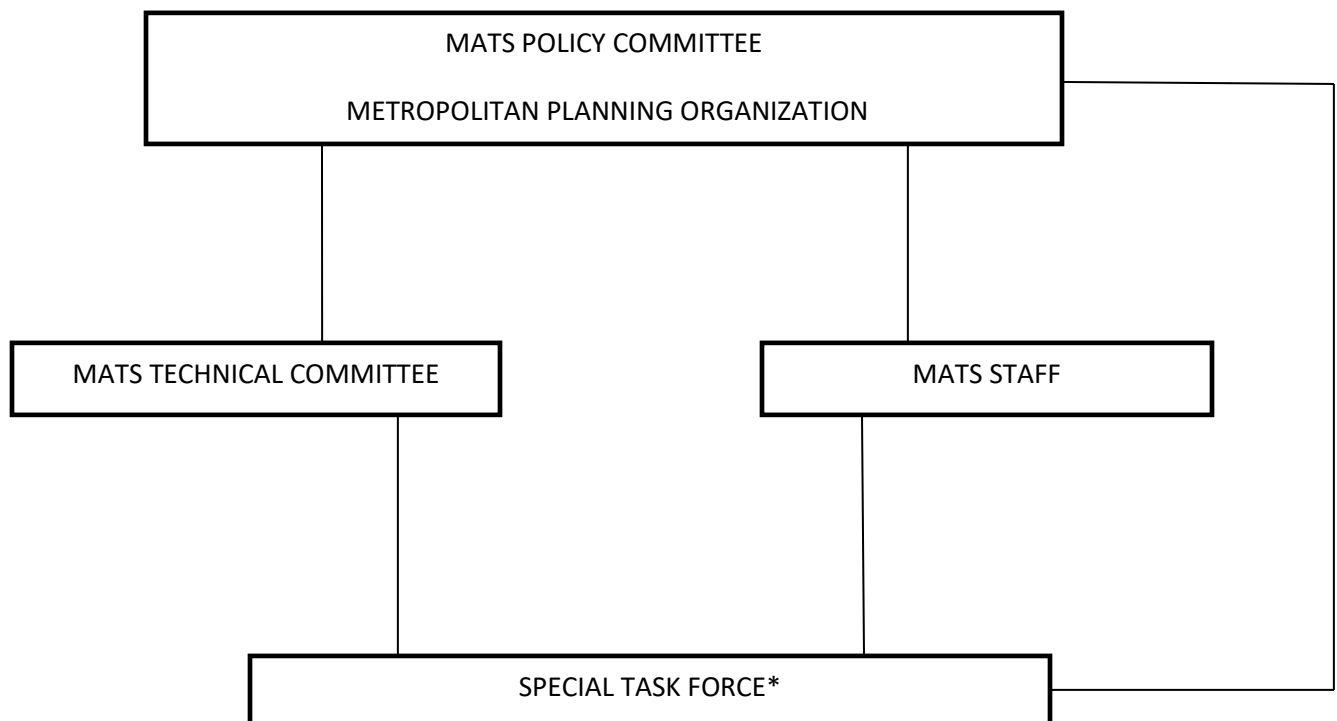 MATS POLICY COMMITTEE
METROPOLITAN PLANNING ORGANIZATION
MATS TECHNICAL COMMITTEE
MATS STAFF
SPECIAL TASK FORCE*